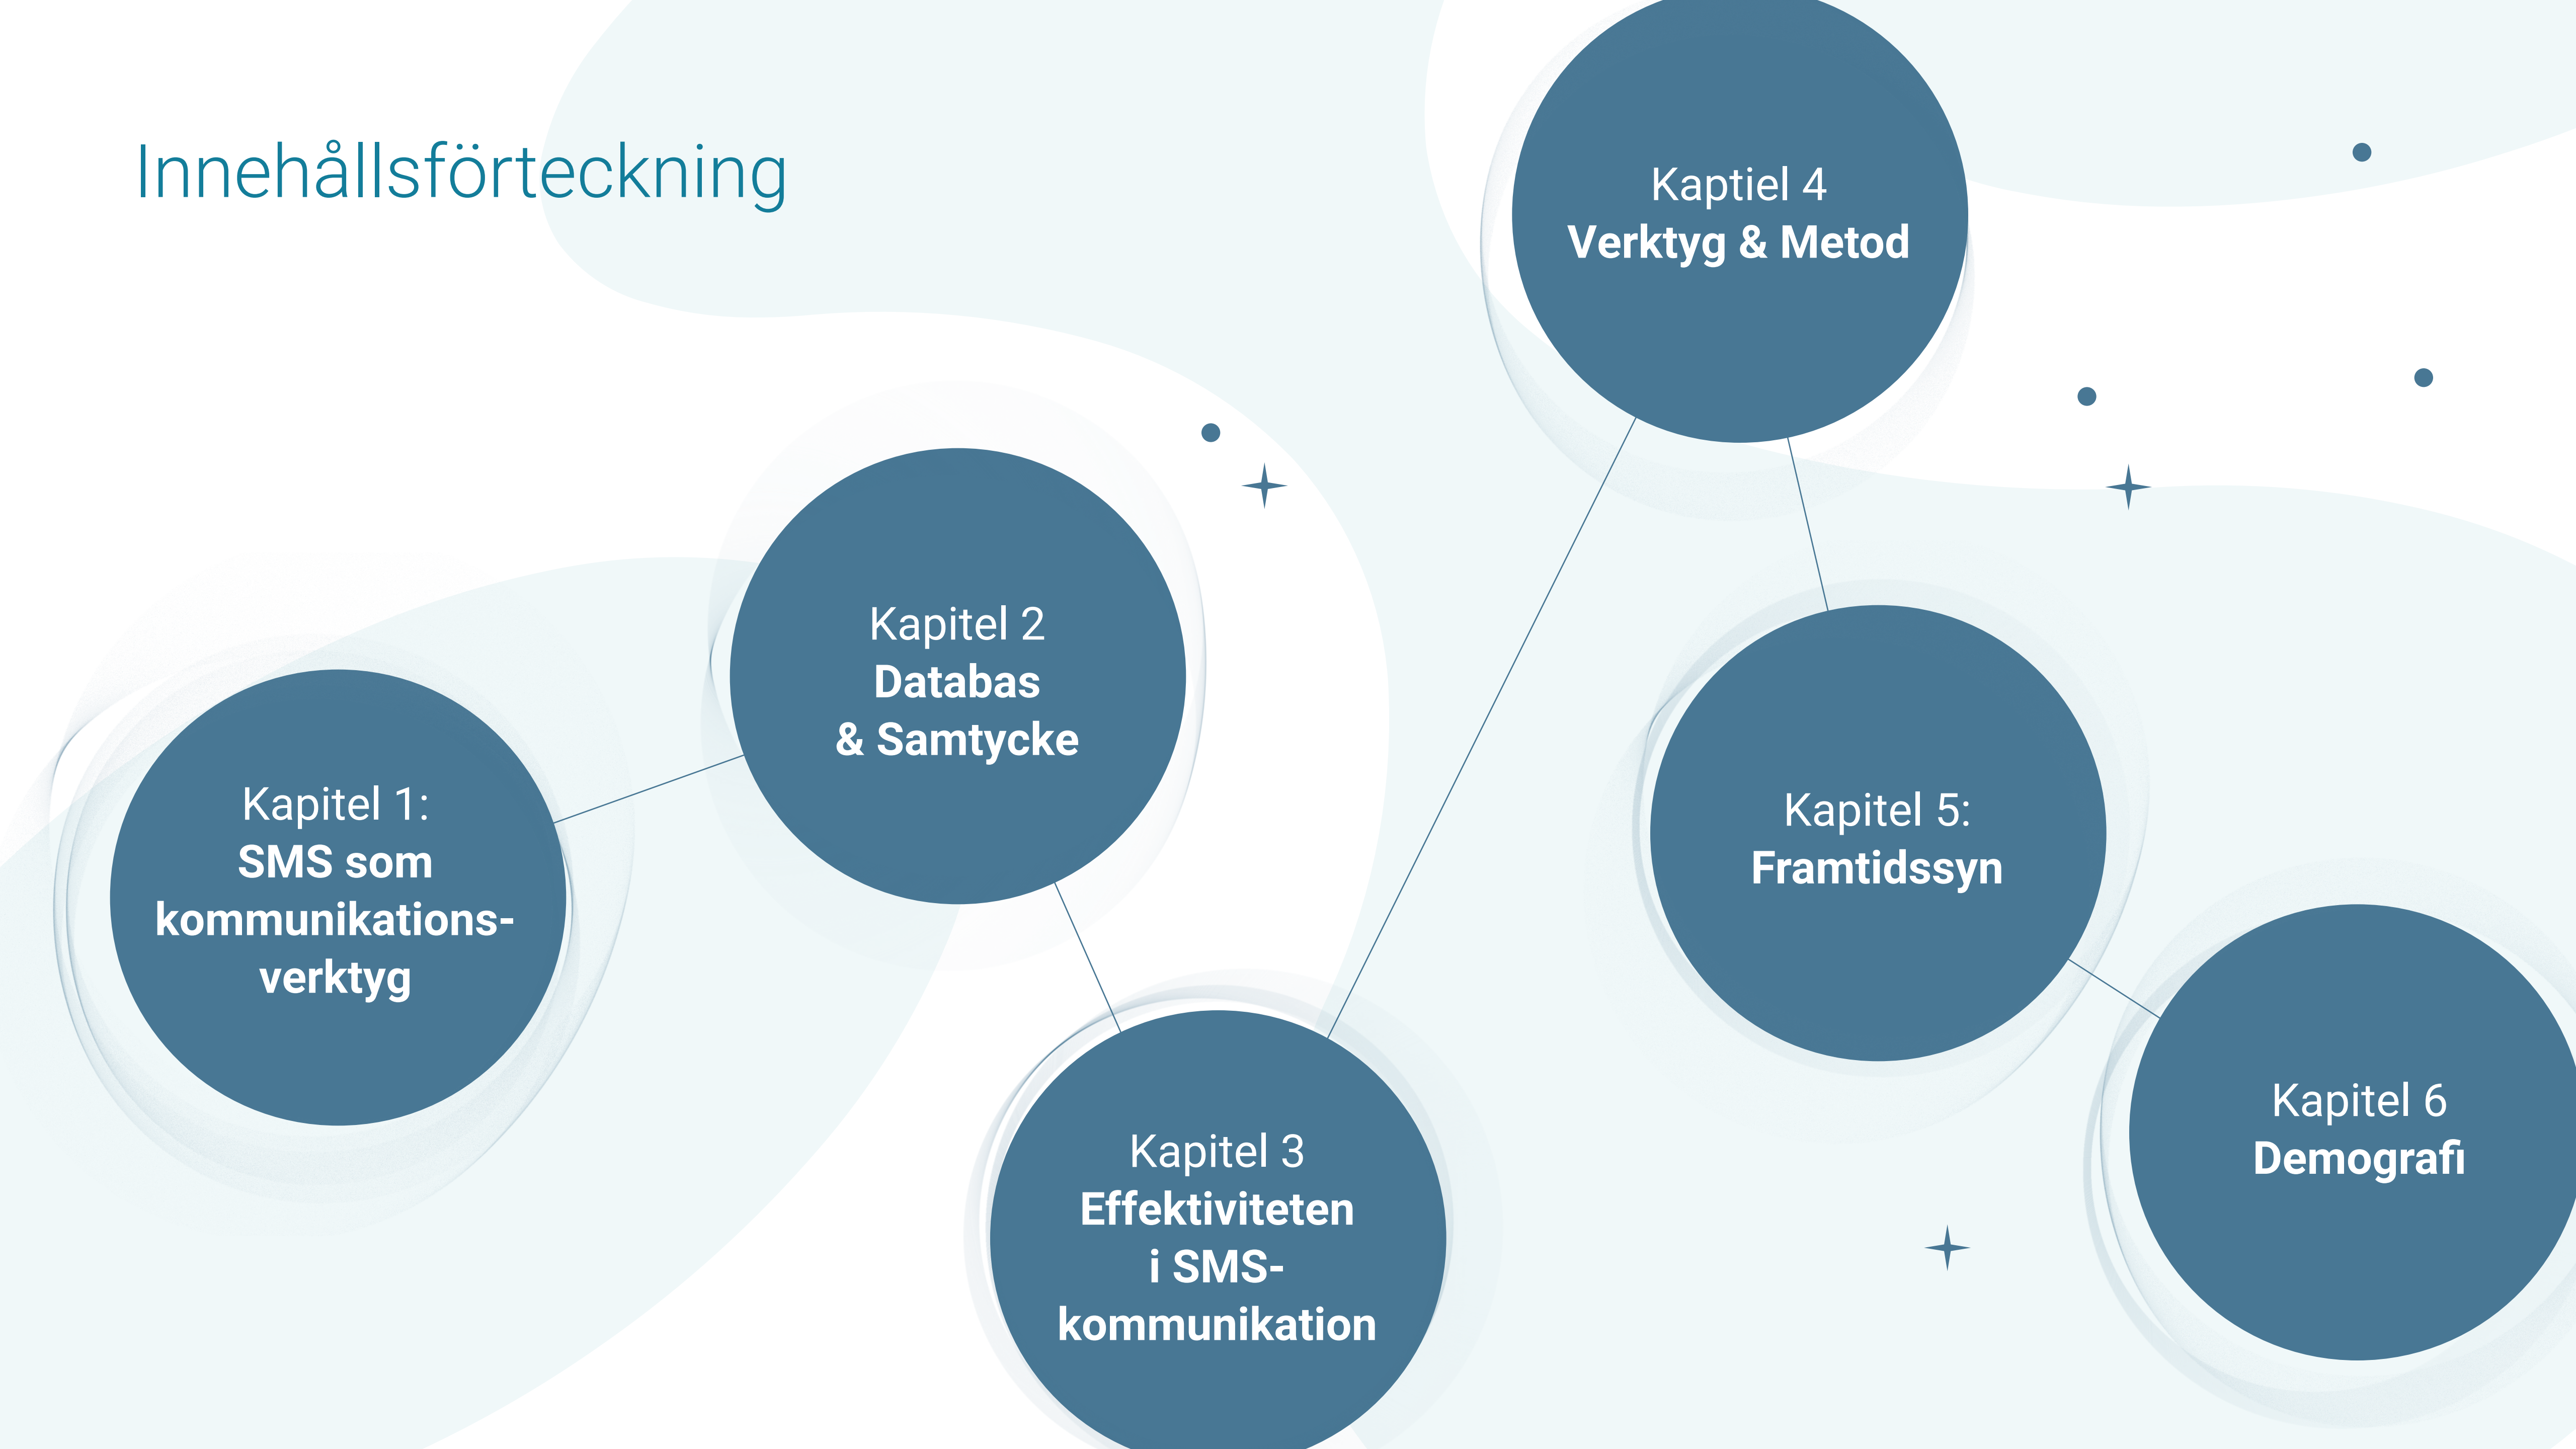 Innehållsförteckning
Kapitel 1:
SMS som
kommunikations-
verktyg
Kapitel 2
Databas
& Samtycke
Kapitel 3
Effektiviteten
i SMS-
kommunikation
Kaptiel 4
Verktyg & Metod
Kapitel 5:
Framtidssyn
Kapitel 6
Demografi